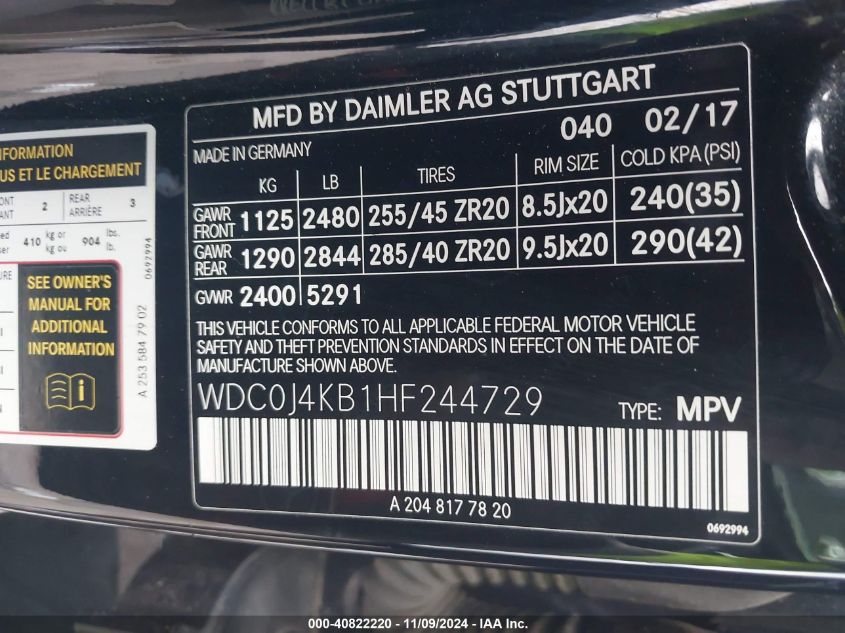 MFD BY DAIMLER AG STUTTGART
040 02/17
MADE IN GERMANY
KG LB TIRES RIM SIZE COLD KPA (PSI)
GAWR FRONT 1125 2480 255/45 ZR20 8.5Jx20 240(35)
GAWR REAR 1290 2844 285/40 ZR20 9.5Jx20 290(42)
GVWR 2400 5291
THIS VEHICLE CONFORMS TO ALL APPLICABLE FEDERAL MOTOR VEHICLE
SAFETY AND THEFT PREVENTION STANDARDS IN EFFECT ON THE DATE OF
MANUFACTURE SHOWN ABOVE.
WDC0J4KB1HF244729 TYPE: MPV
A 204 817 78 20
0692994
NFORMATION
US ET LE CHARGEMENT
2 REAR ARRIÈRE 3
410 kg or kg ou 904 lbs. lb.
SEE OWNER'S
MANUAL FOR
ADDITIONAL
INFORMATION
0692994
A 253 584 79 02
000-40822220 - 11/09/2024 - IAA Inc.